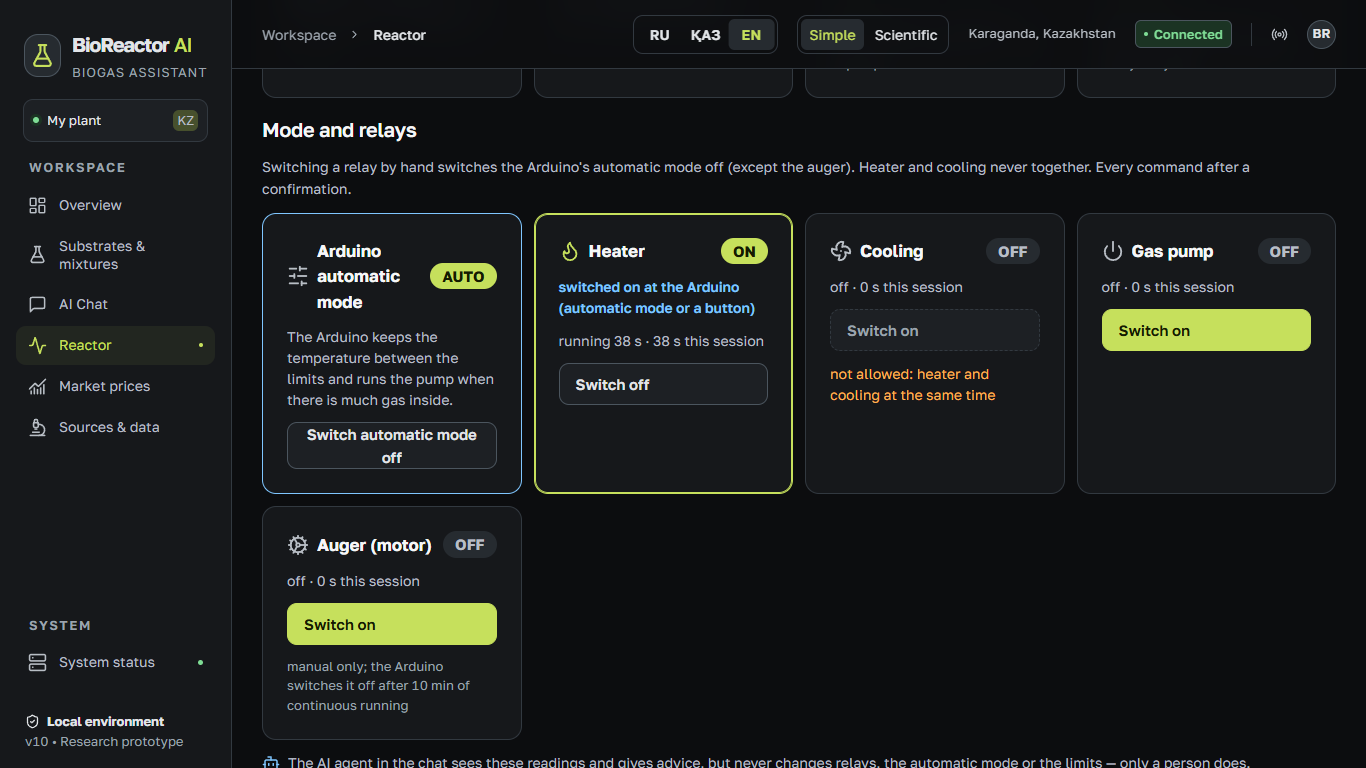 BioReactor AI
BIOGAS ASSISTANT
My plant
KZ
WORKSPACE
Overview
Substrates &
mixtures
AI Chat
Reactor
Market prices
Sources & data
SYSTEM
System status
Local environment
v10 • Research prototype
Workspace > Reactor
RU ҚАЗ EN
Simple Scientific
Karaganda, Kazakhstan
Connected
BR
Mode and relays
Switching a relay by hand switches the Arduino's automatic mode off (except the auger). Heater and cooling never together. Every command after a
confirmation.
Arduino
automatic
mode
AUTO
The Arduino keeps the
temperature between the
limits and runs the pump when
there is much gas inside.
Switch automatic mode
off
Heater
ON
switched on at the Arduino
(automatic mode or a button)
running 38 s · 38 s this session
Switch off
Cooling
OFF
off · 0 s this session
Switch on
not allowed: heater and
cooling at the same time
Gas pump
OFF
off · 0 s this session
Switch on
Auger (motor)
OFF
off · 0 s this session
Switch on
manual only; the Arduino
switches it off after 10 min of
continuous running
The AI agent in the chat sees these readings and gives advice, but never changes relays, the automatic mode or the limits — only a person does.